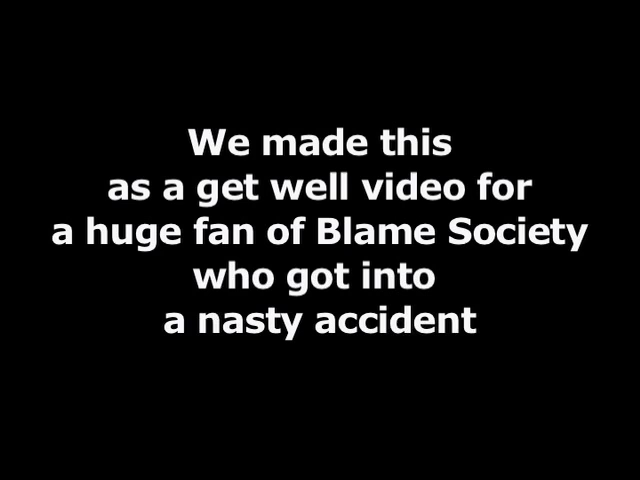 We made this
as a get well video for
a huge fan of Blame Society
who got into
a nasty accident